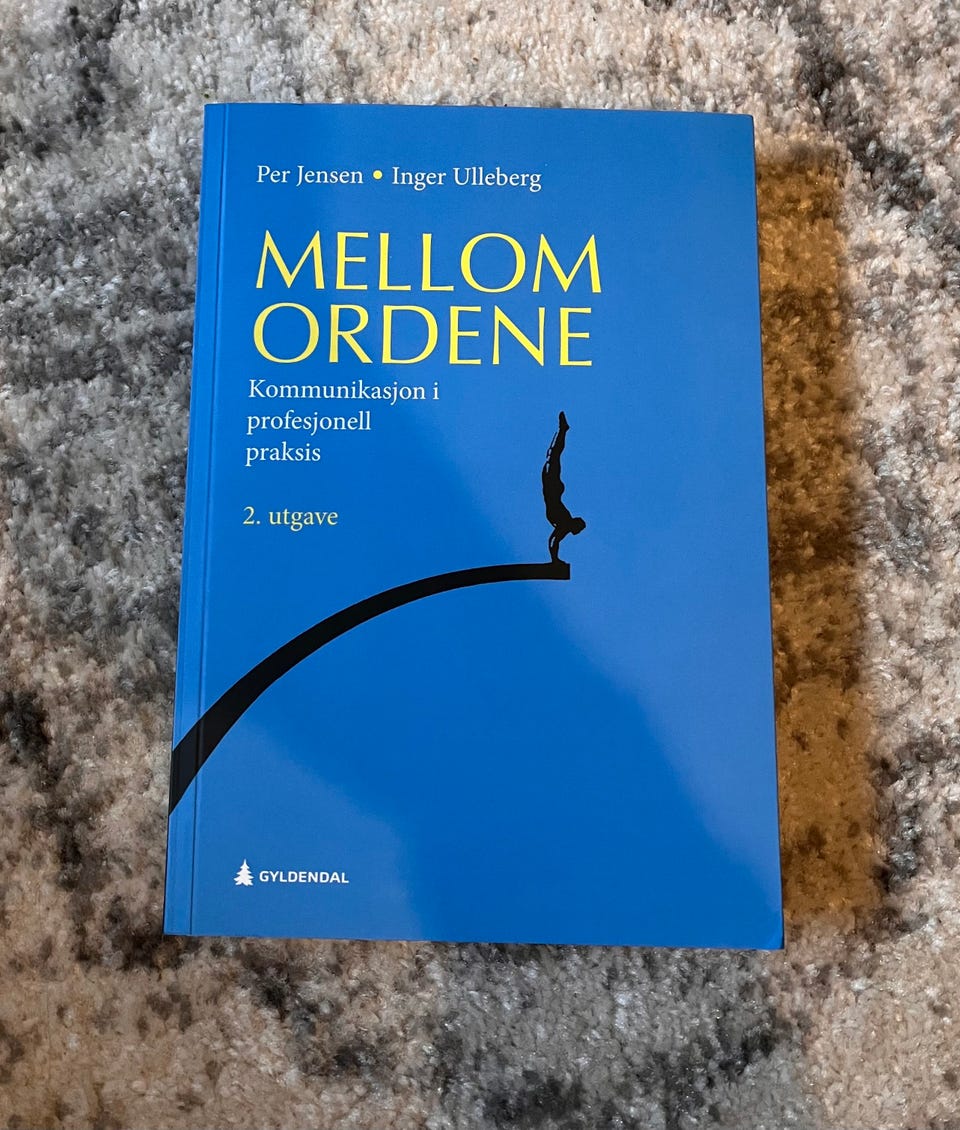 Per Jensen • Inger Ulleberg
MELLOM
ORDENE
Kommunikasjon i
profesjonell
praksis
2. utgave
GYLDENDAL